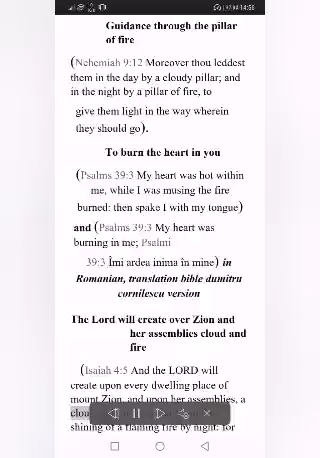 14:56
Guidance through the pillar
of fire
(Nehemiah 9:12 Moreover thou leddest
them in the day by a cloudy pillar; and
in the night by a pillar of fire, to
give them light in the way wherein
they should go).
To burn the heart in you
(Psalms 39:3 My heart was hot within
me, while I was musing the fire
burned: then spake I with my tongue)
and (Psalms 39:3 My heart was
burning in me; Psalmi
39:3 Îmi ardea inima în mine) in
Romanian, translation bible dumitru
cornilescu version
The Lord will create over Zion and
her assemblies cloud and
fire
(Isaiah 4:5 And the LORD will
create upon every dwelling place of
mount Zion, and upon her assemblies, a
shining of a flaming fire by night: for